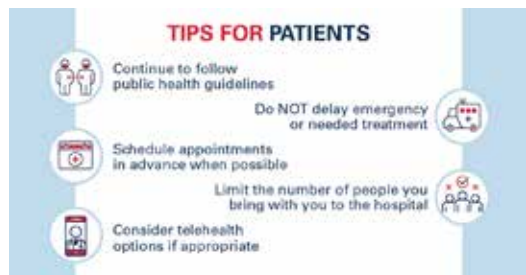 TIPS FOR PATIENTS
Continue to follow
public health guidelines
Do NOT delay emergency
or needed treatment
Schedule appointments
in advance when possible
Limit the number of people you
bring with you to the hospital
Consider telehealth
options if appropriate